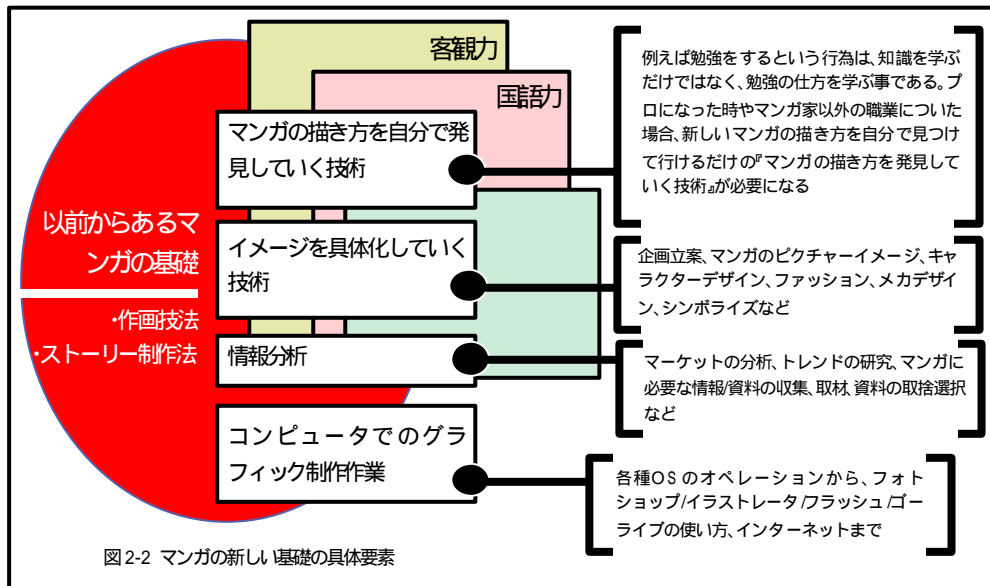 客観力
国語力
以前からあるマ
ンガの基礎
・作画技法
・ストーリー制作法
マンガの描き方を自分で発
見していく技術
例えば勉強をするという行為は、知識を学ぶ
だけではなく、勉強の仕方を学ぶ事である。プ
ロになった時やマンガ家以外の職業についた
場合、新しいマンガの描き方を自分で見つけ
て行けるだけの『マンガの描き方を発見して
いく技術』が必要になる
イメージを具体化していく
技術
企画立案、マンガのピクチャーイメージ、キャ
ラクターデザイン、ファッション、メカデザイ
ン、シンボライズなど
情報分析
マーケットの分析、トレンドの研究、マンガに
必要な情報/資料の収集、取材、資料の取捨選択
など
コンピュータでのグラ
フィック制作作業
各種OSのオペレーションから、フォト
ショップ/イラストレータ/フラッシュ/ゴー
ライブの使い方、インターネットまで
図2-2 マンガの新しい基礎の具体要素